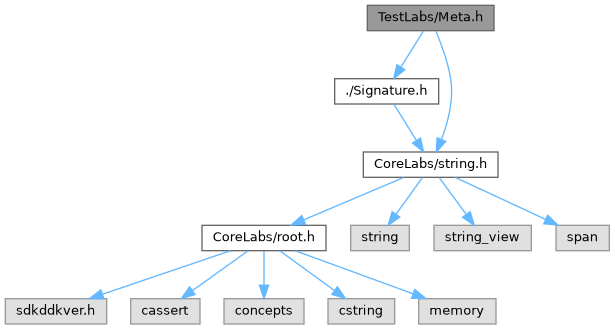 TestLabs/Meta.h
./Signature.h
CoreLabs/string.h
CoreLabs/root.h
string
string_view
span
sdkddkver.h
cassert
concepts
cstring
memory